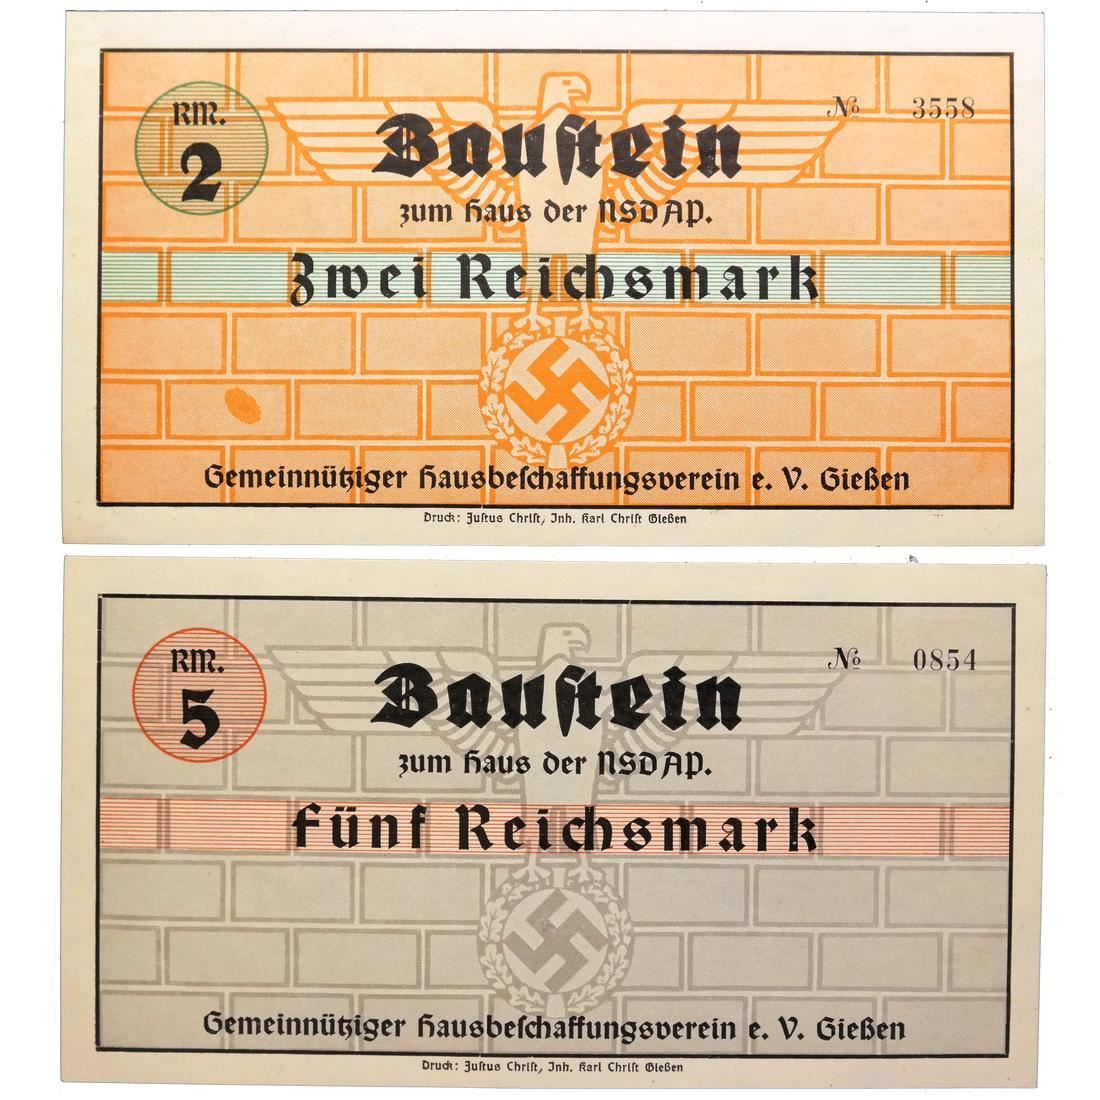 RM.
2
№ 3558
Bauſtein
zum Haus der NSDAP.
Zwei Reichsmark
Gemeinnütziger Hausbeſchaffungsverein e. V. Gießen
Druck: Juſtus Chriſt, Inh. Karl Chriſt Gießen
RM.
5
№ 0854
Bauſtein
zum Haus der NSDAP.
Fünf Reichsmark
Gemeinnütziger Hausbeſchaffungsverein e. V. Gießen
Druck: Juſtus Chriſt, Inh. Karl Chriſt Gießen